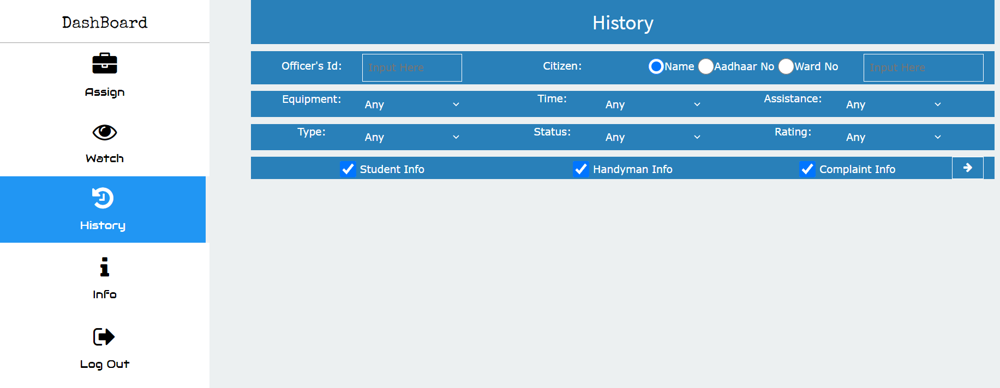 DashBoard
Assign
Watch
History
Info
Log Out
History
Officer's Id: Input Here Citizen: Name Aadhaar No Ward No Input Here
Equipment: Any Time: Any Assistance: Any
Type: Any Status: Any Rating: Any
Student Info Handyman Info Complaint Info